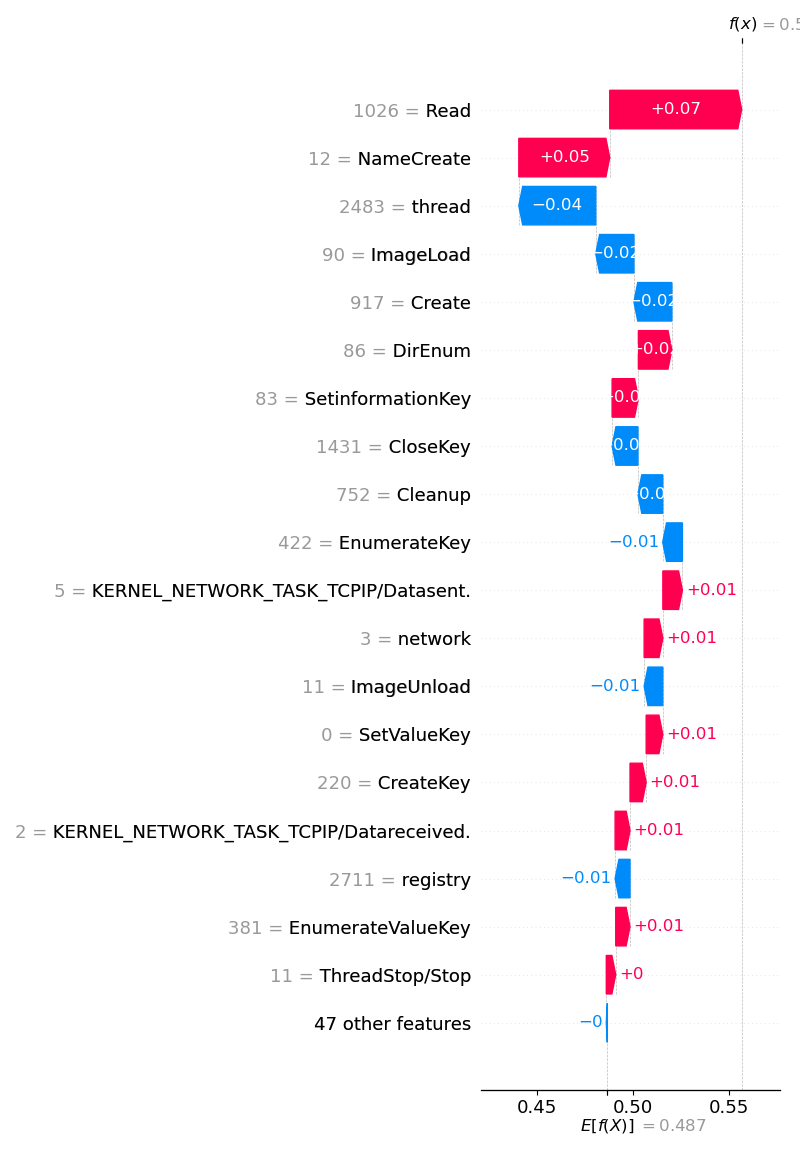 f(x) = 0.5
1026 = Read +0.07
12 = NameCreate +0.05
2483 = thread −0.04
90 = ImageLoad −0.02
917 = Create −0.02
86 = DirEnum
83 = SetinformationKey
1431 = CloseKey
752 = Cleanup
422 = EnumerateKey −0.01
5 = KERNEL_NETWORK_TASK_TCPIP/Datasent. +0.01
3 = network +0.01
11 = ImageUnload −0.01
0 = SetValueKey +0.01
220 = CreateKey +0.01
2 = KERNEL_NETWORK_TASK_TCPIP/Datareceived. +0.01
2711 = registry −0.01
381 = EnumerateValueKey +0.01
11 = ThreadStop/Stop +0
47 other features −0
0.45 0.50 0.55
E[f(X)] = 0.487